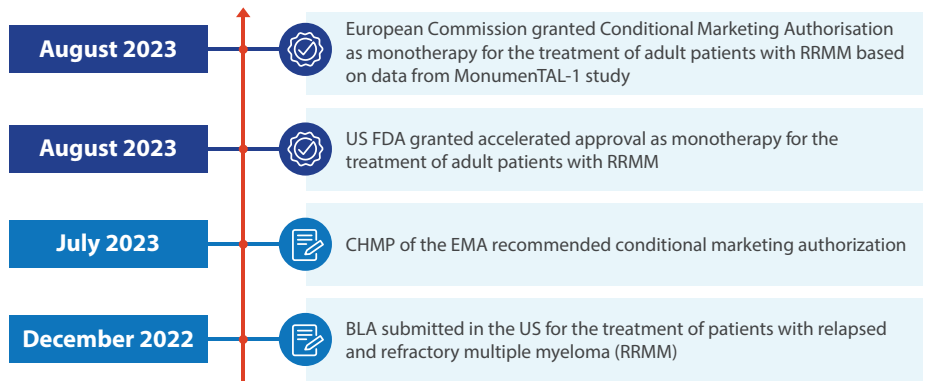 August 2023
European Commission granted Conditional Marketing Authorisation
as monotherapy for the treatment of adult patients with RRMM based
on data from MonumenTAL-1 study
August 2023
US FDA granted accelerated approval as monotherapy for the
treatment of adult patients with RRMM
July 2023
CHMP of the EMA recommended conditional marketing authorization
December 2022
BLA submitted in the US for the treatment of patients with relapsed
and refractory multiple myeloma (RRMM)